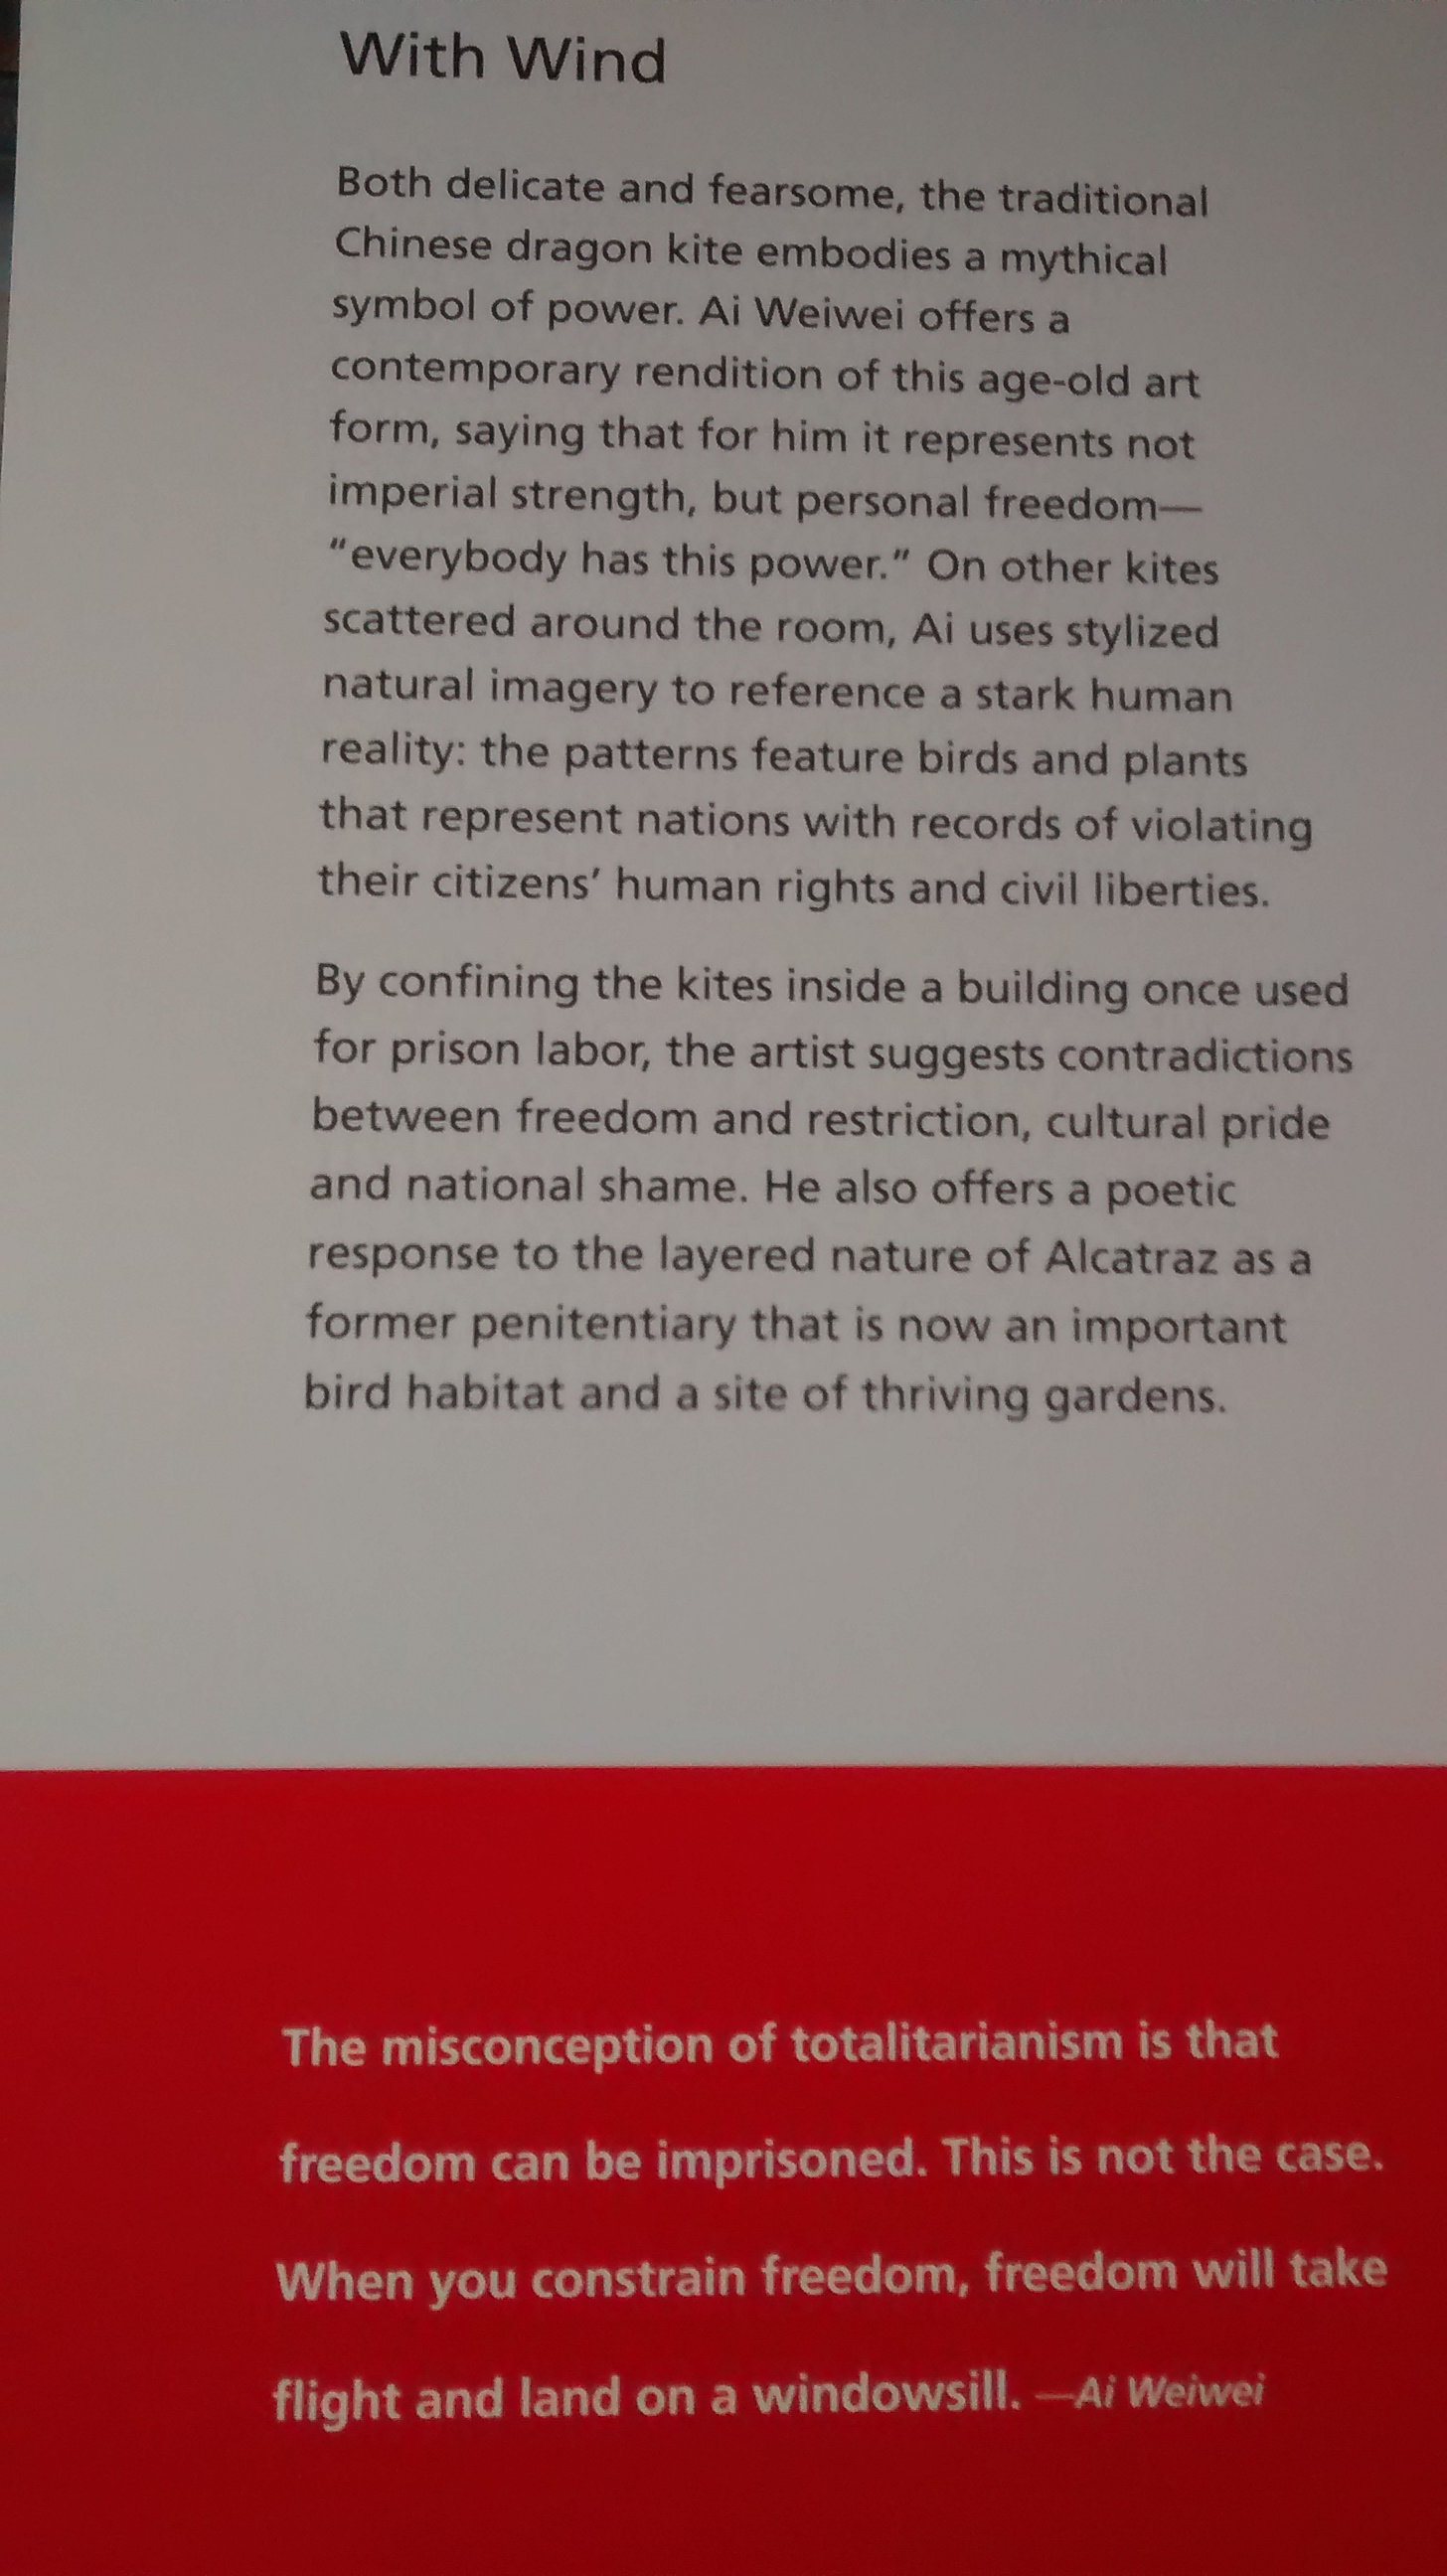 With Wind
Both delicate and fearsome, the traditional
Chinese dragon kite embodies a mythical
symbol of power. Ai Weiwei offers a
contemporary rendition of this age-old art
form, saying that for him it represents not
imperial strength, but personal freedom—
“everybody has this power.” On other kites
scattered around the room, Ai uses stylized
natural imagery to reference a stark human
reality: the patterns feature birds and plants
that represent nations with records of violating
their citizens’ human rights and civil liberties.
By confining the kites inside a building once used
for prison labor, the artist suggests contradictions
between freedom and restriction, cultural pride
and national shame. He also offers a poetic
response to the layered nature of Alcatraz as a
former penitentiary that is now an important
bird habitat and a site of thriving gardens.
The misconception of totalitarianism is that
freedom can be imprisoned. This is not the case.
When you constrain freedom, freedom will take
flight and land on a windowsill. —Ai Weiwei